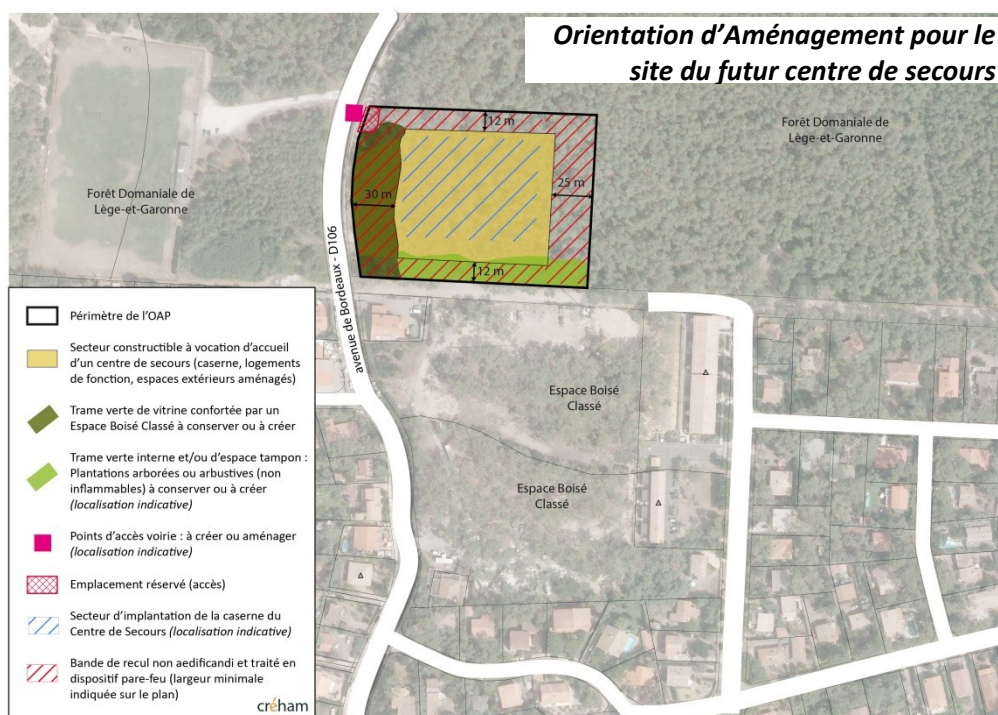 Orientation d’Aménagement pour le
site du futur centre de secours
12 m
Forêt Domaniale de
Lège-et-Garonne
Forêt Domaniale de
Lège-et-Garonne
30 m
25 m
12 m
avenue de Bordeaux - D106
Espace Boisé
Classé
Espace Boisé
Classé
Périmètre de l’OAP
Secteur constructible à vocation d’accueil
d’un centre de secours (caserne, logements
de fonction, espaces extérieurs aménagés)
Trame verte de vitrine confortée par un
Espace Boisé Classé à conserver ou à créer
Trame verte interne et/ou d’espace tampon :
Plantations arborées ou arbustives (non
inflammables) à conserver ou à créer
(localisation indicative)
Points d’accès voirie : à créer ou aménager
(localisation indicative)
Emplacement réservé (accès)
Secteur d’implantation de la caserne du
Centre de Secours (localisation indicative)
Bande de recul non aedificandi et traité en
dispositif pare-feu (largeur minimale
indiquée sur le plan)
créham